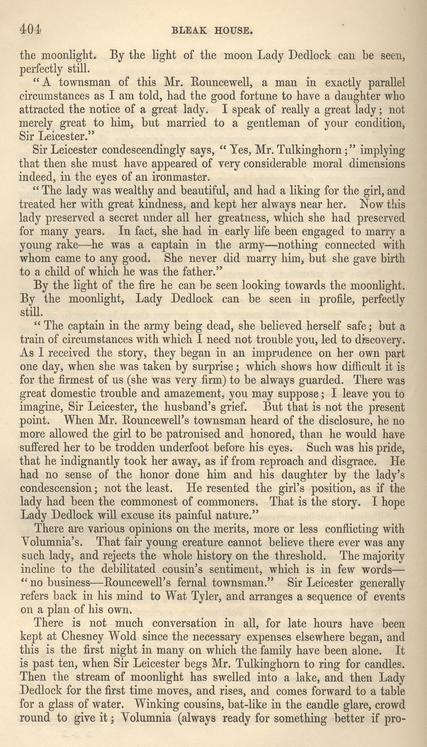 404 BLEAK HOUSE.
the moonlight. By the light of the moon Lady Dedlock can be seen,
perfectly still.
“A townsman of this Mr. Rouncewell, a man in exactly parallel
circumstances as I am told, had the good fortune to have a daughter who
attracted the notice of a great lady. I speak of really a great lady; not
merely great to him, but married to a gentleman of your condition,
Sir Leicester.”
Sir Leicester condescendingly says, “Yes, Mr. Tulkinghorn;” implying
that then she must have appeared of very considerable moral dimensions
indeed, in the eyes of an ironmaster.
“The lady was wealthy and beautiful, and had a liking for the girl, and
treated her with great kindness, and kept her always near her. Now this
lady preserved a secret under all her greatness, which she had preserved
for many years. In fact, she had in early life been engaged to marry a
young rake—he was a captain in the army—nothing connected with
whom came to any good. She never did marry him, but she gave birth
to a child of which he was the father.”
By the light of the fire he can be seen looking towards the moonlight.
By the moonlight, Lady Dedlock can be seen in profile, perfectly
still.
“The captain in the army being dead, she believed herself safe; but a
train of circumstances with which I need not trouble you, led to discovery.
As I received the story, they began in an imprudence on her own part
one day, when she was taken by surprise; which shows how difficult it is
for the firmest of us (she was very firm) to be always guarded. There was
great domestic trouble and amazement, you may suppose; I leave you to
imagine, Sir Leicester, the husband's grief. But that is not the present
point. When Mr. Rouncewell's townsman heard of the disclosure, he no
more allowed the girl to be patronised and honored, than he would have
suffered her to be trodden underfoot before his eyes. Such was his pride,
that he indignantly took her away, as if from reproach and disgrace. He
had no sense of the honor done him and his daughter by the lady's
condescension; not the least. He resented the girl's position, as if the
lady had been the commonest of commoners. That is the story. I hope
Lady Dedlock will excuse its painful nature.”
There are various opinions on the merits, more or less conflicting with
Volumnia's. That fair young creature cannot believe there ever was any
such lady, and rejects the whole history on the threshold. The majority
incline to the debilitated cousin's sentiment, which is in few words—
“no business—Rouncewell's fernal townsman.” Sir Leicester generally
refers back in his mind to Wat Tyler, and arranges a sequence of events
on a plan of his own.
There is not much conversation in all, for late hours have been
kept at Chesney Wold since the necessary expenses elsewhere began, and
this is the first night in many on which the family have been alone. It
is past ten, when Sir Leicester begs Mr. Tulkinghorn to ring for candles.
Then the stream of moonlight has swelled into a lake, and then Lady
Dedlock for the first time moves, and rises, and comes forward to a table
for a glass of water. Winking cousins, bat-like in the candle glare, crowd
round to give it; Volumnia (always ready for something better if pro-